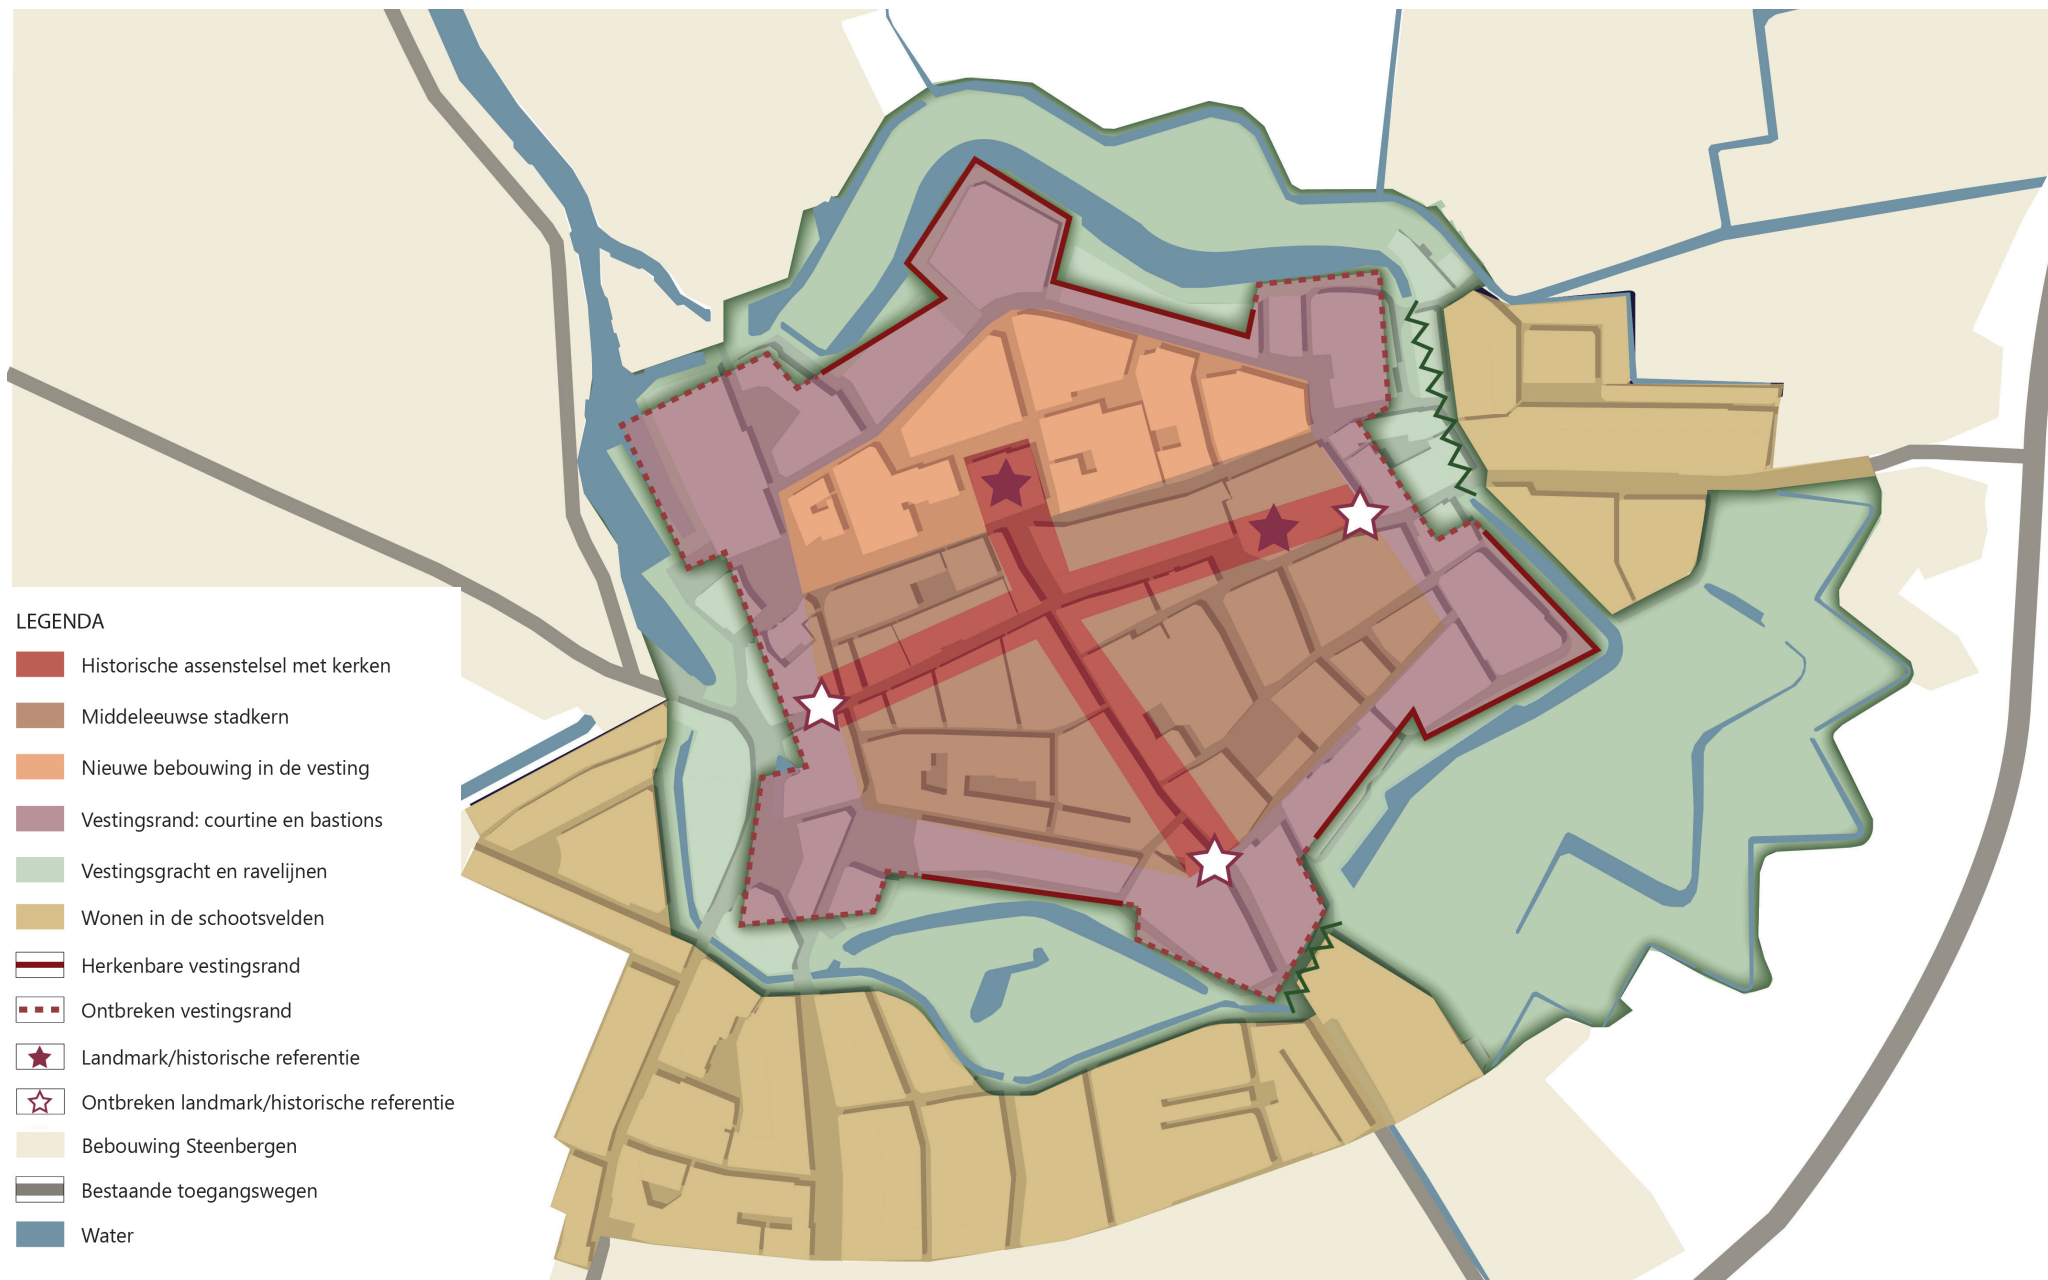 LEGENDA
Historische assenstelsel met kerken
Middeleeuwse stadkern
Nieuwe bebouwing in de vesting
Vestingsrand: courtine en bastions
Vestingsgracht en ravelijnen
Wonen in de schootsvelden
Herkenbare vestingsrand
Ontbreken vestingsrand
Landmark/historische referentie
Ontbreken landmark/historische referentie
Bebouwing Steenbergen
Bestaande toegangswegen
Water